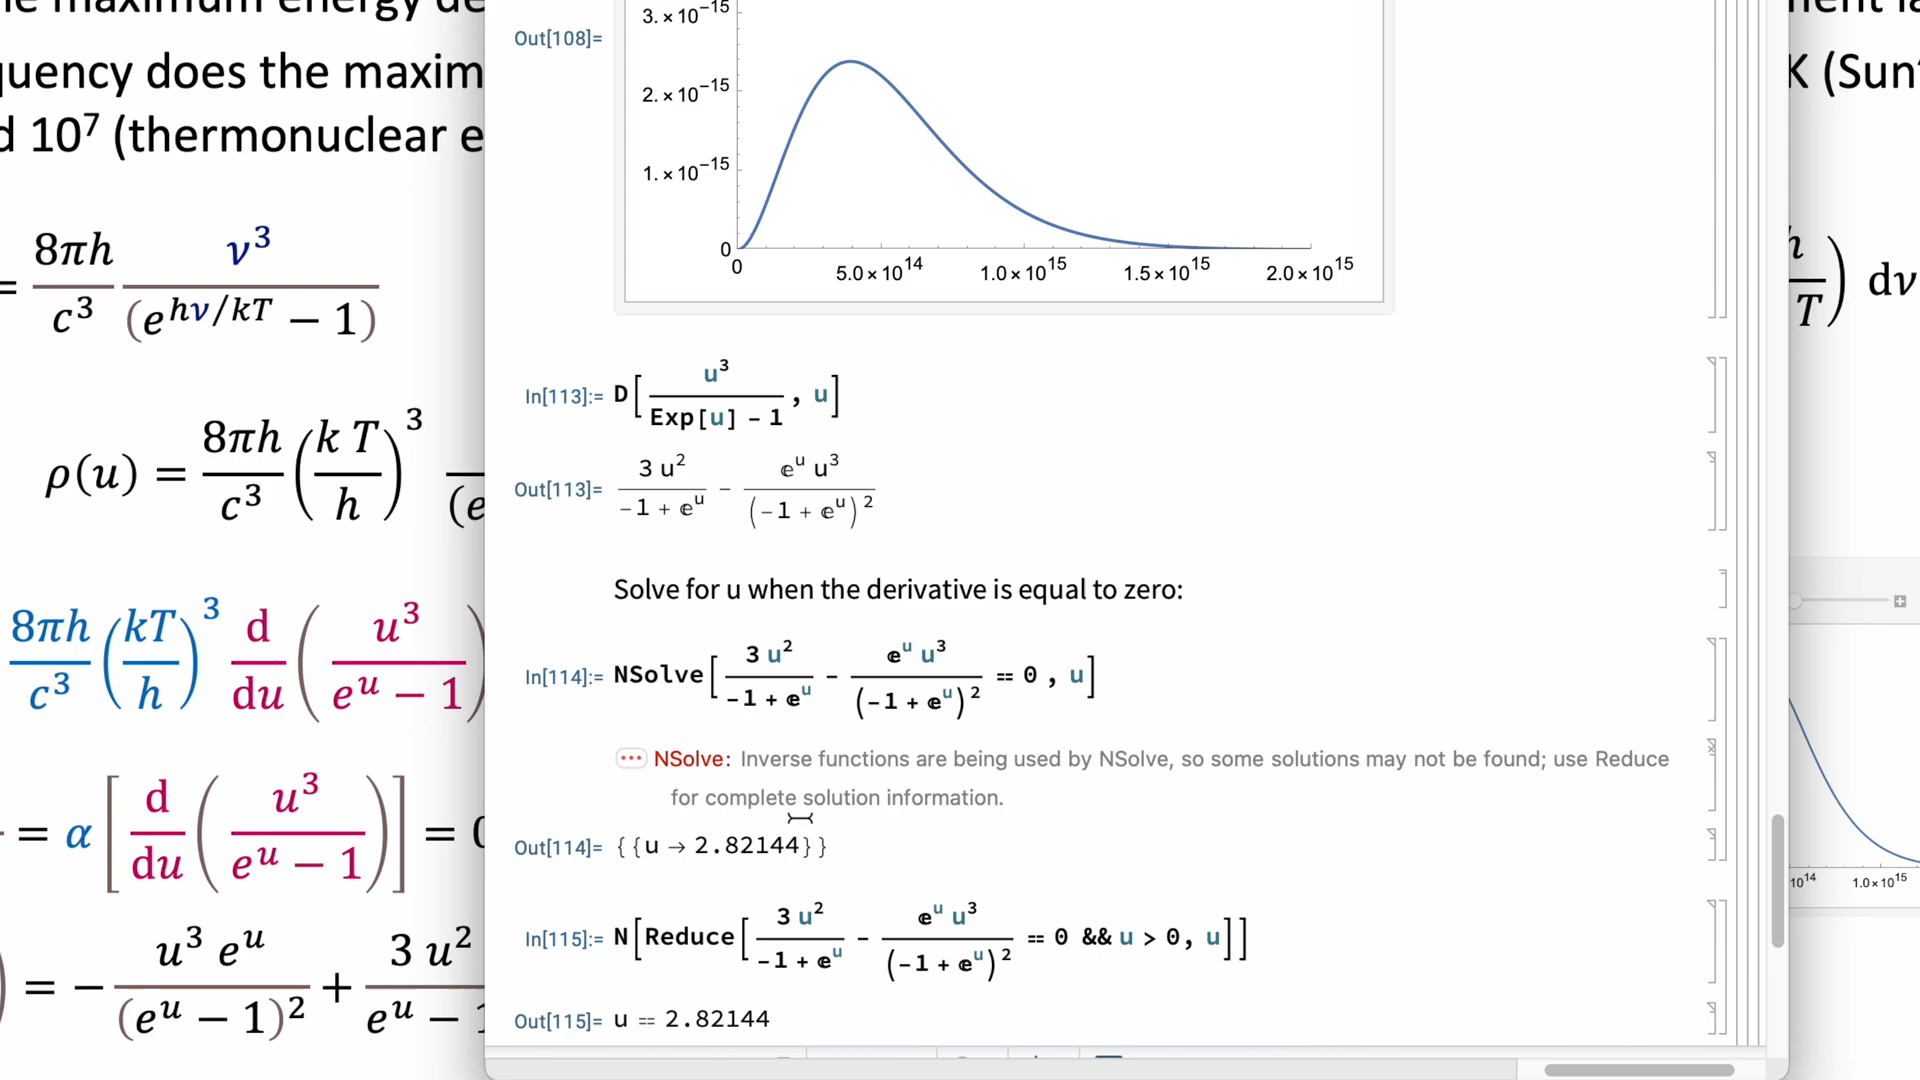 maximum energy
frequency does the maxim
K (Sun'
d 10⁷ (thermonuclear e
= 8πh/c³ ν³/(e^{hν/kT} − 1)
h/T) dν
ρ(u) = 8πh/c³ (k T/h)³ (e
8πh/c³ (kT/h)³ d/du (u³/(e^u − 1)
= α [d/du (u³/(e^u − 1))] = 0
) = − u³ e^u/(e^u − 1)² + 3 u²/(e^u −
Out[108]=
3.×10⁻¹⁵
2.×10⁻¹⁵
1.×10⁻¹⁵
0
0 5.0×10¹⁴ 1.0×10¹⁵ 1.5×10¹⁵ 2.0×10¹⁵
In[113]:= D[u³/(Exp[u] − 1), u]
Out[113]= 3 u²/(−1 + e^u) − e^u u³/(−1 + e^u)²
Solve for u when the derivative is equal to zero:
In[114]:= NSolve[3 u²/(−1 + e^u) − e^u u³/(−1 + e^u)² == 0 , u]
NSolve: Inverse functions are being used by NSolve, so some solutions may not be found; use Reduce
for complete solution information.
Out[114]= {{u → 2.82144}}
In[115]:= N[Reduce[3 u²/(−1 + e^u) − e^u u³/(−1 + e^u)² == 0 && u > 0, u]]
Out[115]= u == 2.82144
10¹⁴ 1.0×10¹⁵